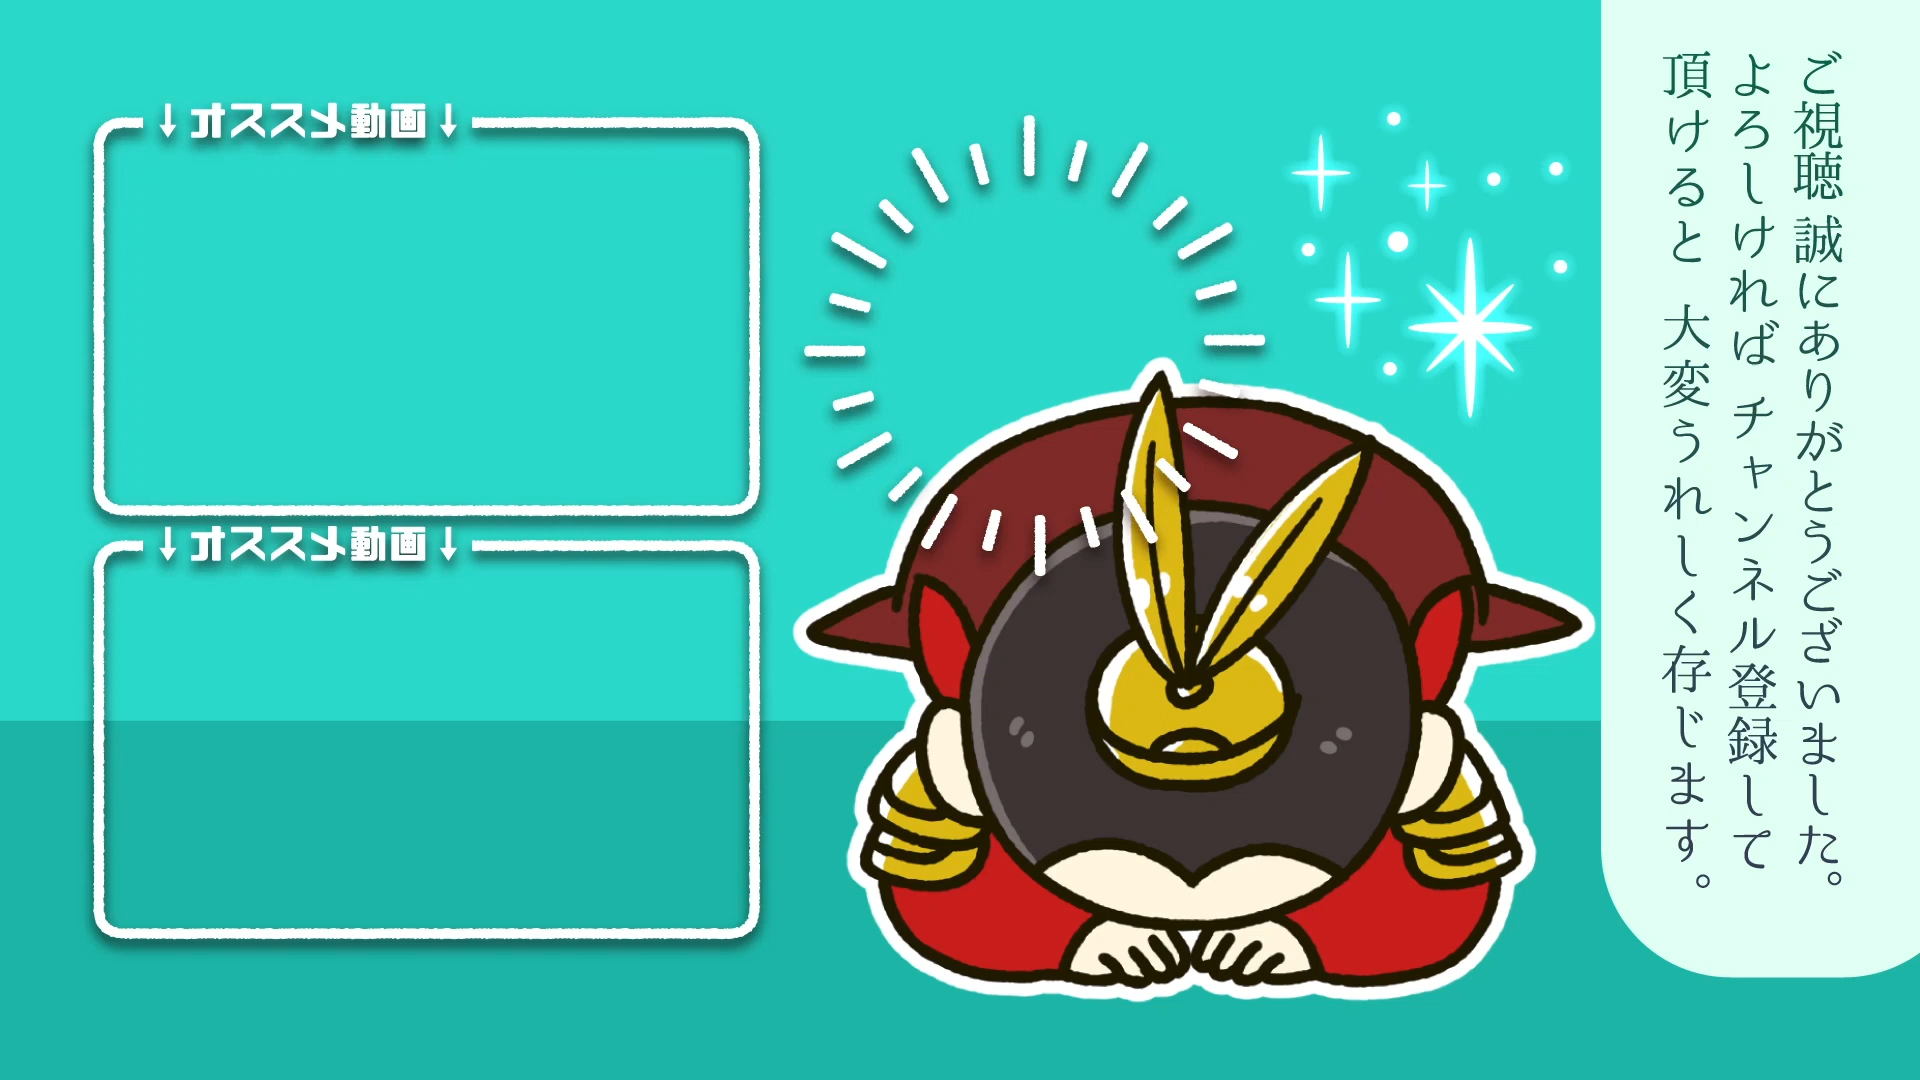 ↓オススメ動画↓
↓オススメ動画↓
ご視聴 誠にありがとうございました。
よろしければ チャンネル登録して
頂けると 大変うれしく存じます。